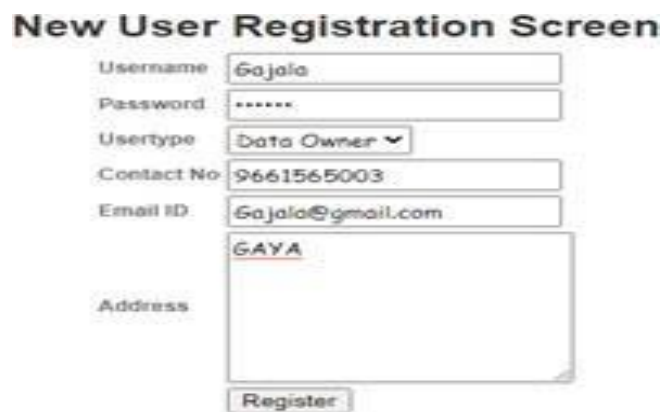 New User Registration Screen
Username Gajala
Password ••••••
Usertype Data Owner
Contact No 9661565003
Email ID Gajala@gmail.com
Address GAYA
Register